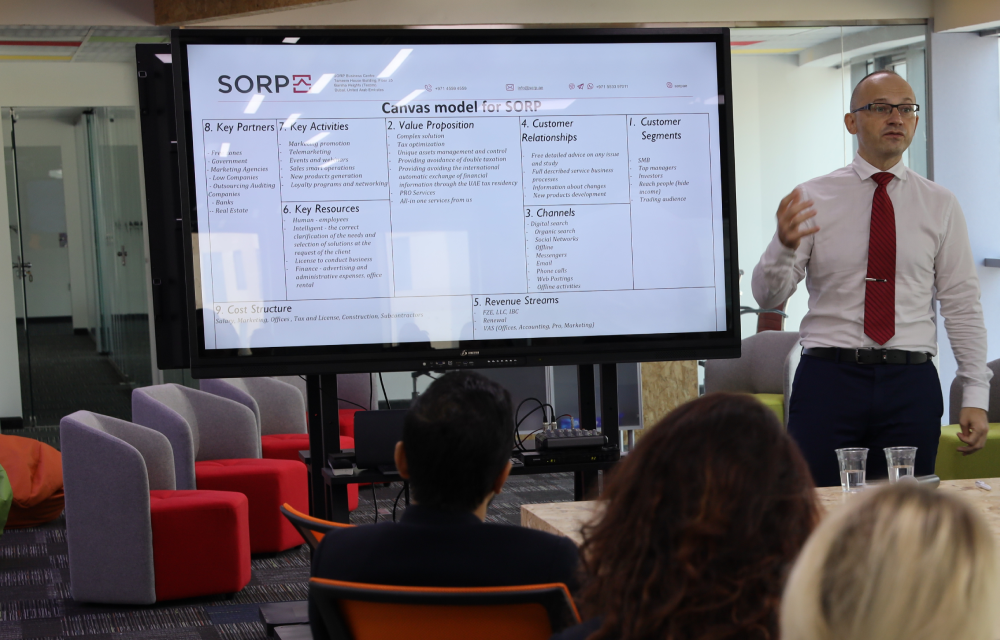 SORP
Canvas model for SORP
8. Key Partners
Government
Marketing Agencies
- Law Companies
- Outsourcing Auditing
Companies
- Banks
- Real Estate
7. Key Activities
Marketing promotion
Telemarketing
Events and webinars
Sales small operations
New products generation
Loyalty programs and networking
6. Key Resources
Human - employees
Intelligent - the correct
clarification of the needs and
selection of solutions at the
request of the client
License to conduct business
Finance - advertising and
administrative expenses, office
rental
2. Value Proposition
Complex solution
Tax optimization
Unique assets management and control
Providing avoidance of double taxation
Providing avoiding the international
automatic exchange of financial
information through the UAE tax residency
PRO Services
All-in one services from us
4. Customer
Relationships
Free detailed advice on any issue
and study
Full described service business
processes
Information about changes
New products development
3. Channels
Digital search
Organic search
Social Networks
Offline
Messengers
Email
Phone calls
Web Postings
Offline activities
1. Customer
Segments
SMB
Top managers
Investors
Reach people (hide
income)
Trading audience
9. Cost Structure
Salary, Marketing, Offices, Tax and License, Construction, Subcontractors
5. Revenue Streams
FZE, LLC, IBC
Renewal
VAS (Offices, Accounting, Pro, Marketing)